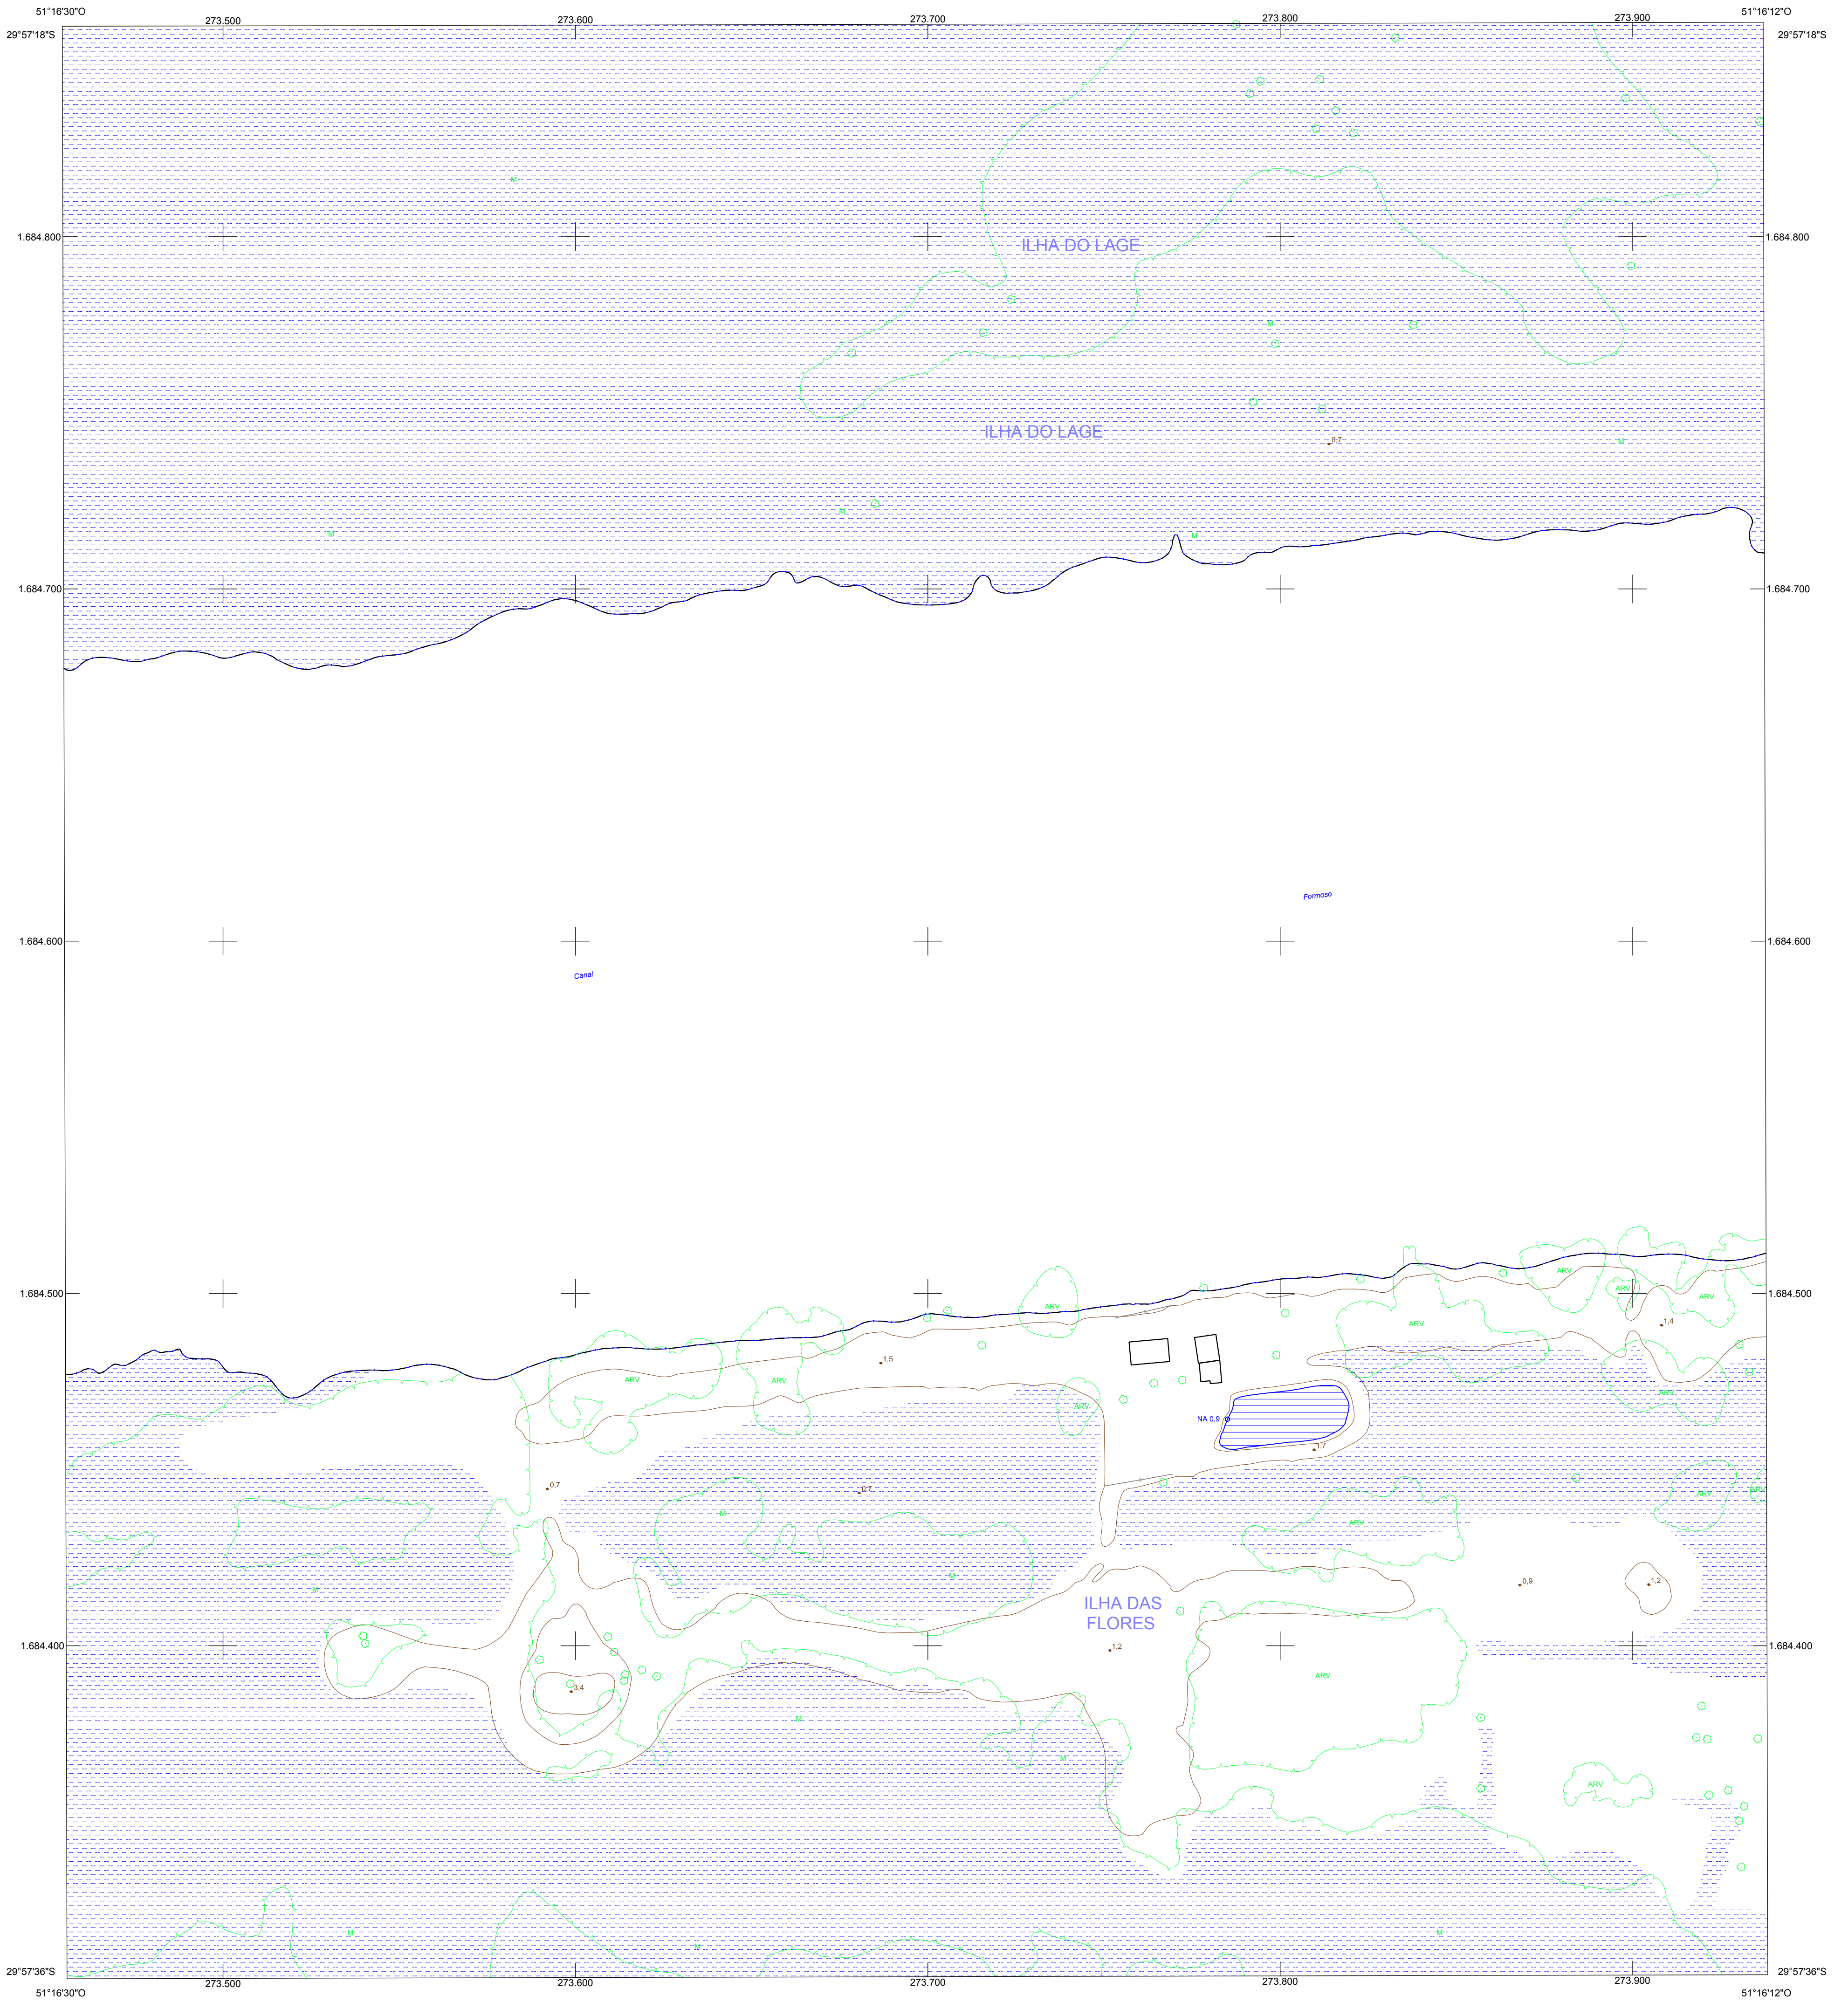 51°16'30"O
273.500
273.600
273.700
273.800
273.900
51°16'12"O
29°57'18"S
29°57'18"S
M
1.684.800
ILHA DO LAGE
1.684.800
M
ILHA DO LAGE
0,7
M
M
M
M
1.684.700
1.684.700
Formoso
1.684.600
1.684.600
Canal
ARV
ARV
1.684.500
ARV
ARV
1.684.500
ARV
1,4
1,5
ARV
ARV
ARV
ARV
NA 0,9
1,7
0,7
0,7
ARV
ARV
M
ARV
M
0,9
1,2
M
ILHA DAS
FLORES
1.684.400
1,2
1.684.400
ARV
3,4
M
M
ARV
M
M
M
29°57'36"S
29°57'36"S
273.500
273.600
273.700
273.800
273.900
51°16'30"O
51°16'12"O